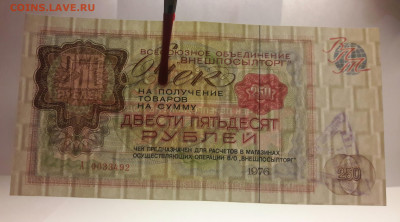 COINS.LAVE.RU
ВСЕСОЮЗНОЕ ОБЪЕДИНЕНИЕ
ВНЕШПОСЫЛТОРГ
Чек
НА ПОЛУЧЕНИЕ
ТОВАРОВ
НА СУММУ
ДВЕСТИ ПЯТЬДЕСЯТ
РУБЛЕЙ
ЧЕК ПРЕДНАЗНАЧЕН ДЛЯ РАСЧЕТОВ В МАГАЗИНАХ,
ОСУЩЕСТВЛЯЮЩИХ ОПЕРАЦИИ В/О „ВНЕШПОСЫЛТОРГ"
1976
250